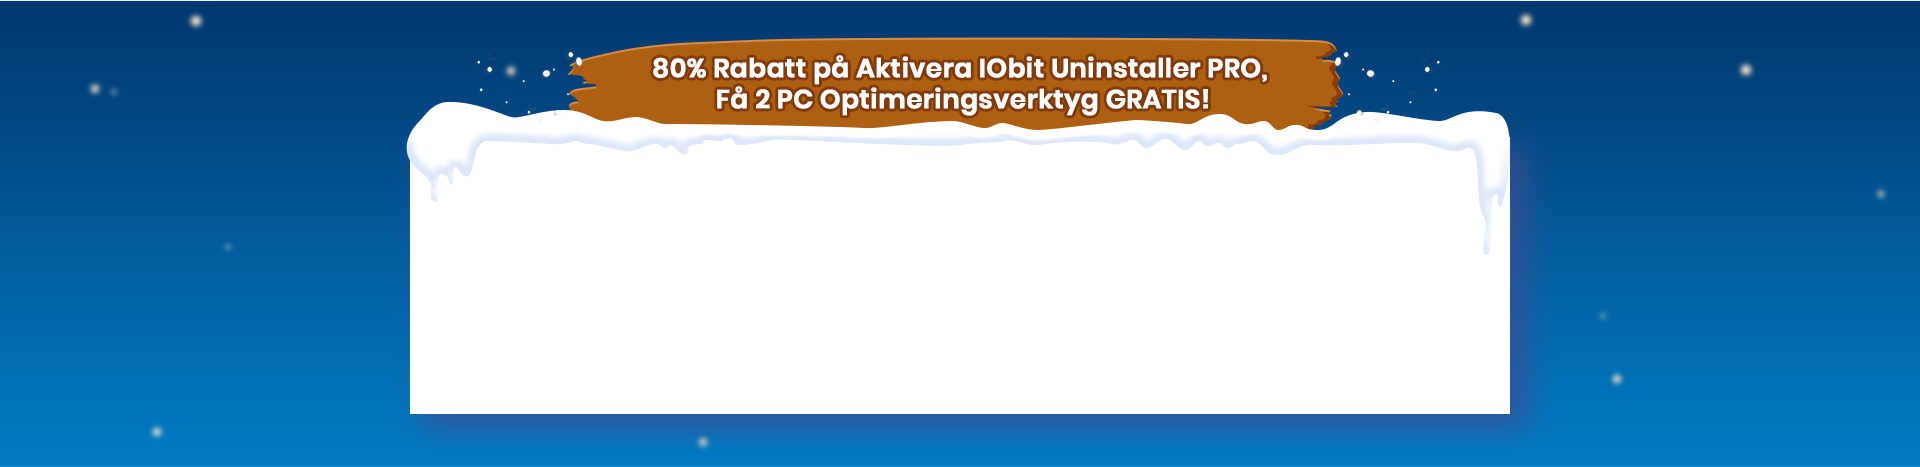 80% Rabatt på Aktivera IObit Uninstaller PRO,
Få 2 PC Optimeringsverktyg GRATIS!